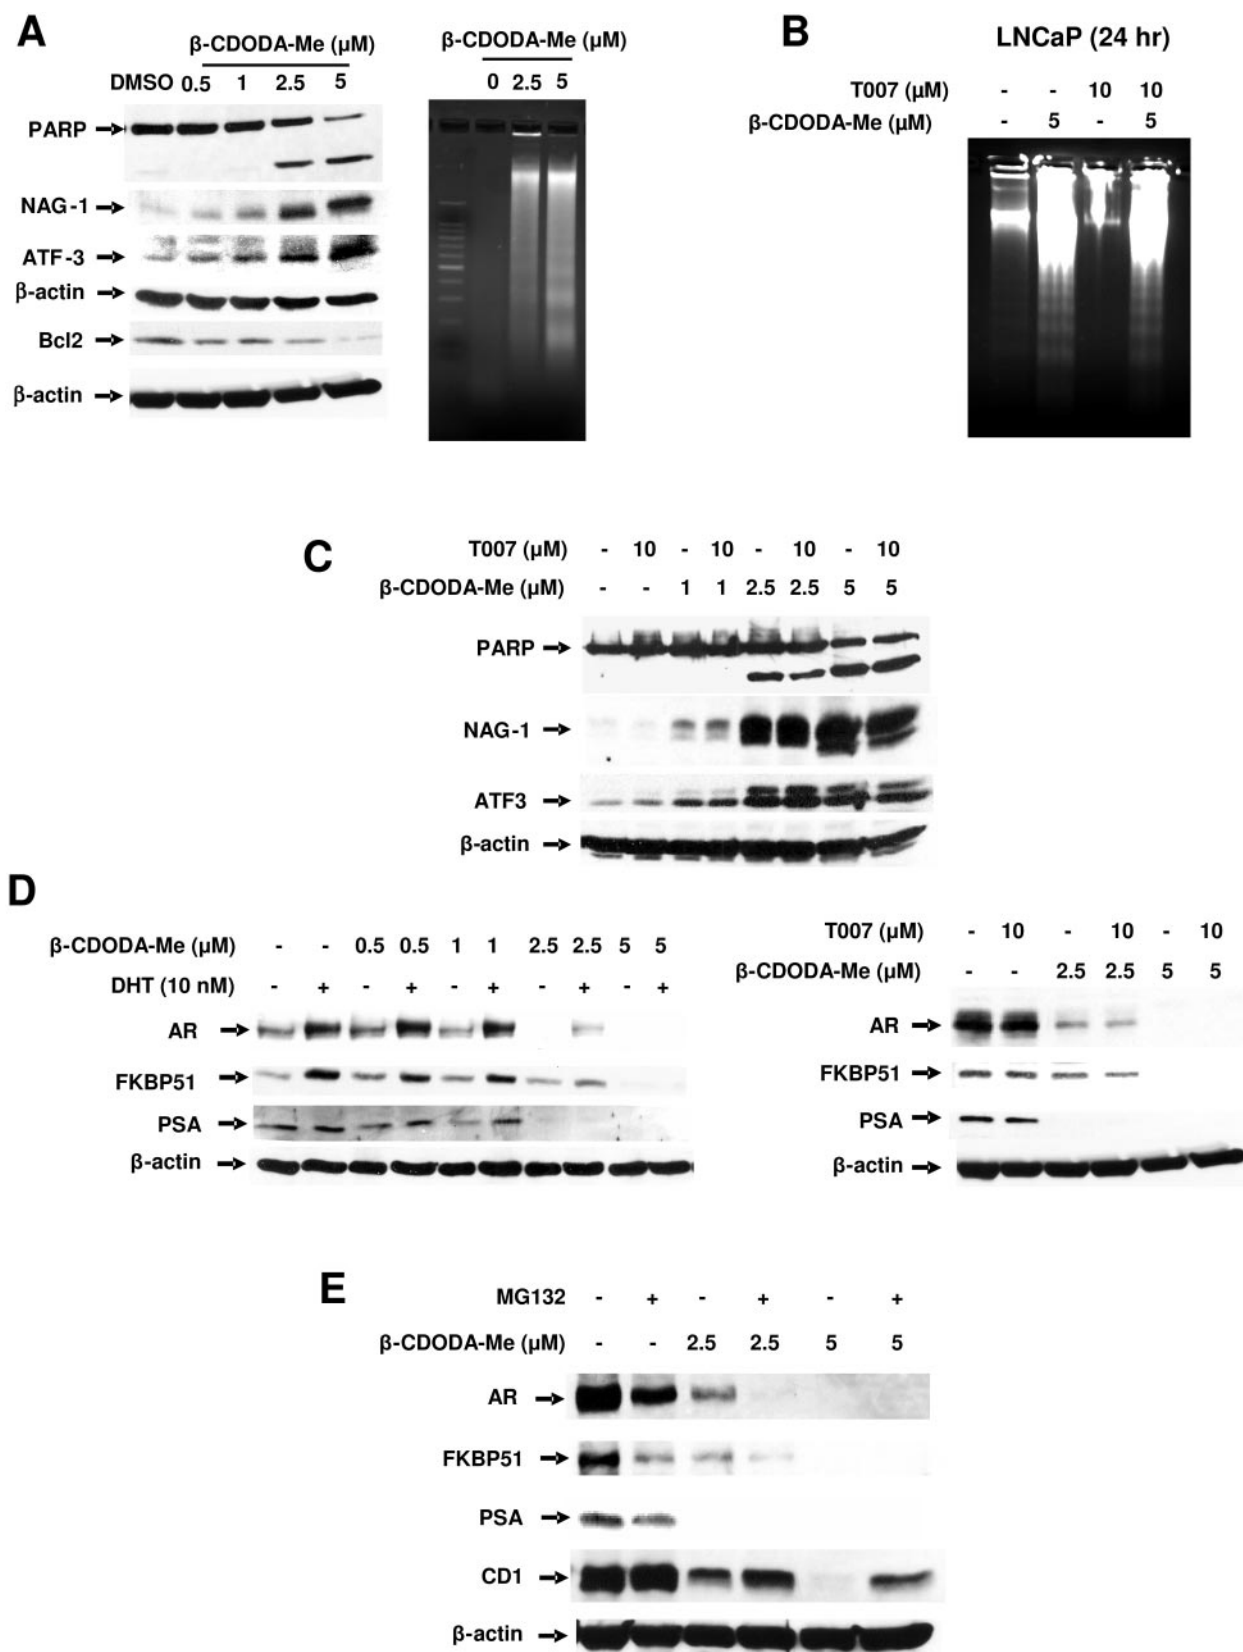 A
β-CDODA-Me (µM)
DMSO 0.5 1 2.5 5
PARP
NAG-1
ATF-3
β-actin
Bcl2
β-actin
β-CDODA-Me (µM)
0 2.5 5
B
LNCaP (24 hr)
T007 (µM) - - 10 10
β-CDODA-Me (µM) - 5 - 5
C
T007 (µM) - 10 - 10 - 10 - 10
β-CDODA-Me (µM) - - 1 1 2.5 2.5 5 5
PARP
NAG-1
ATF3
β-actin
D
β-CDODA-Me (µM) - - 0.5 0.5 1 1 2.5 2.5 5 5
DHT (10 nM) - + - + - + - + - +
AR
FKBP51
PSA
β-actin
T007 (µM) - 10 - 10 - 10
β-CDODA-Me (µM) - - 2.5 2.5 5 5
AR
FKBP51
PSA
β-actin
E
MG132 - + - + - +
β-CDODA-Me (µM) - - 2.5 2.5 5 5
AR
FKBP51
PSA
CD1
β-actin